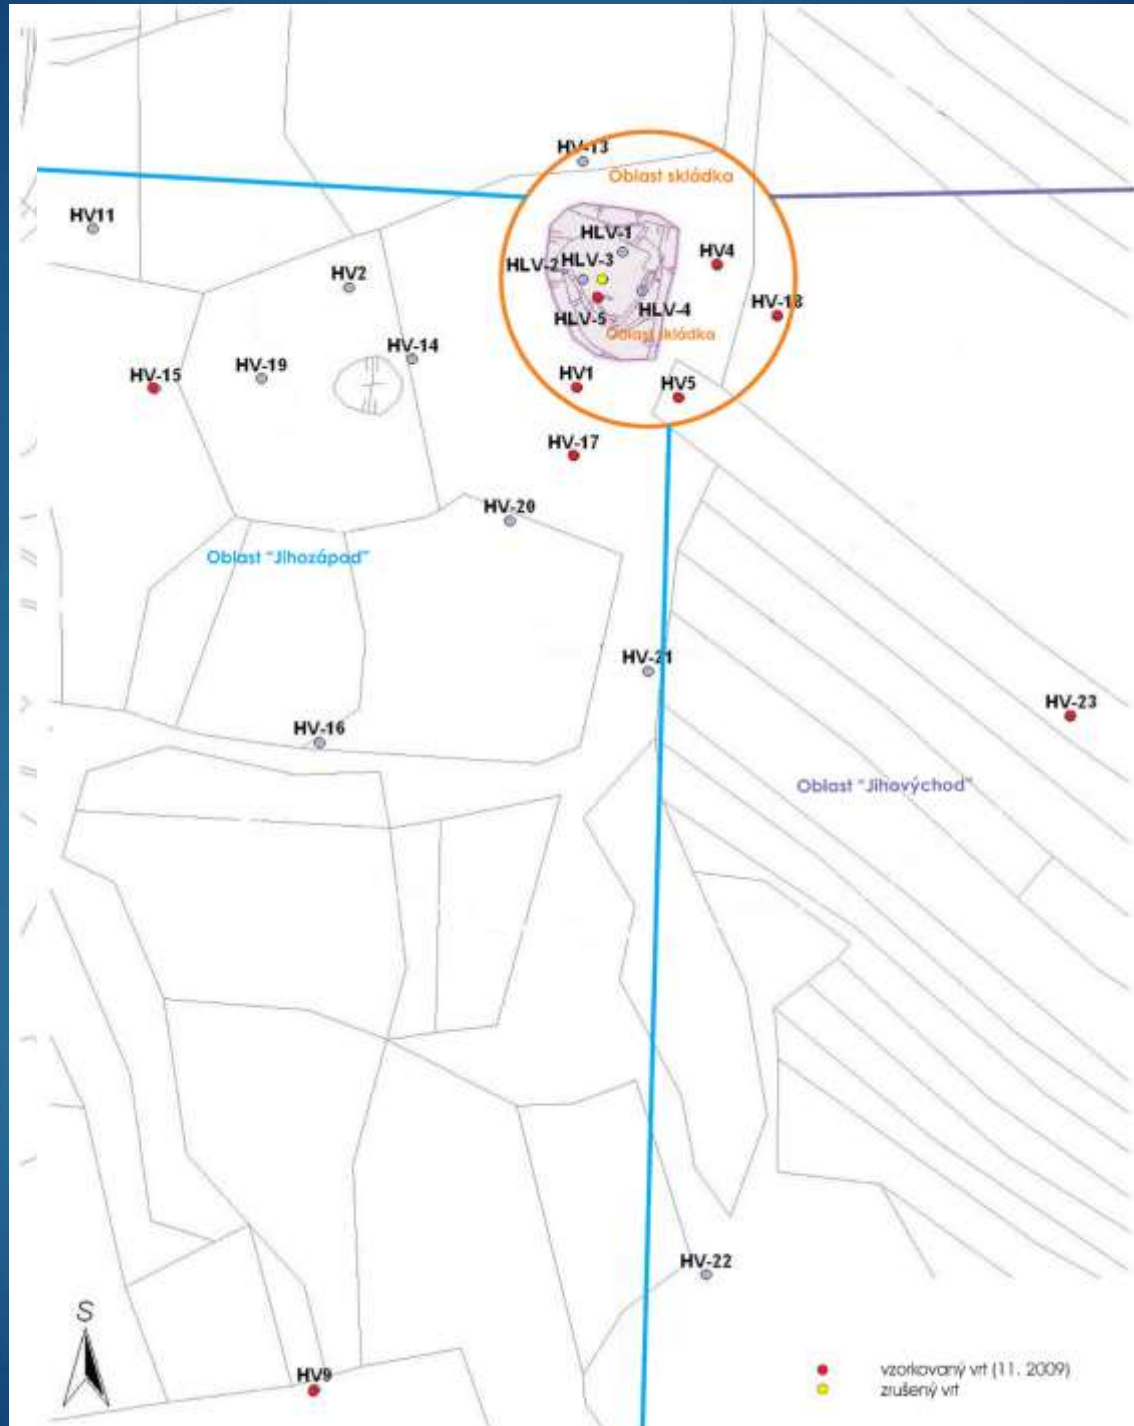 HV-13
Oblast skládka
HV11
HLV-1
HV4
HLV-2
HLV-3
HV2
HV-18
HLV-4
HLV-5
Oblast skládka
HV-14
HV-19
HV-15
HV1
HV5
HV-17
HV-20
Oblast "Jihozápad"
HV-21
HV-23
HV-16
Oblast "Jihovýchod"
HV-22
S
HV9
vzorkovaný vrt (11. 2009)
zrušený vrt